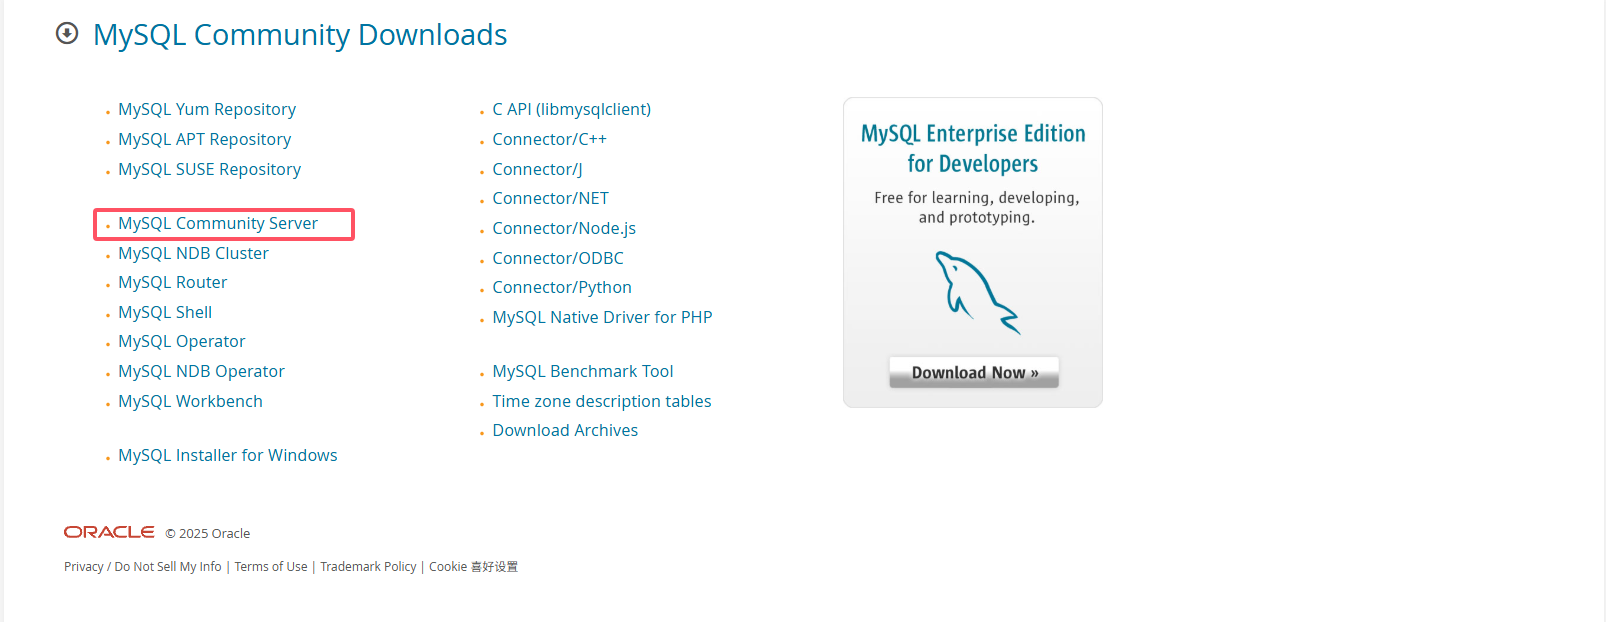 MySQL Community Downloads
MySQL Yum Repository
MySQL APT Repository
MySQL SUSE Repository
MySQL Community Server
MySQL NDB Cluster
MySQL Router
MySQL Shell
MySQL Operator
MySQL NDB Operator
MySQL Workbench
MySQL Installer for Windows
C API (libmysqlclient)
Connector/C++
Connector/J
Connector/NET
Connector/Node.js
Connector/ODBC
Connector/Python
MySQL Native Driver for PHP
MySQL Benchmark Tool
Time zone description tables
Download Archives
MySQL Enterprise Edition
for Developers
Free for learning, developing,
and prototyping.
Download Now »
ORACLE © 2025 Oracle
Privacy / Do Not Sell My Info | Terms of Use | Trademark Policy | Cookie 喜好设置